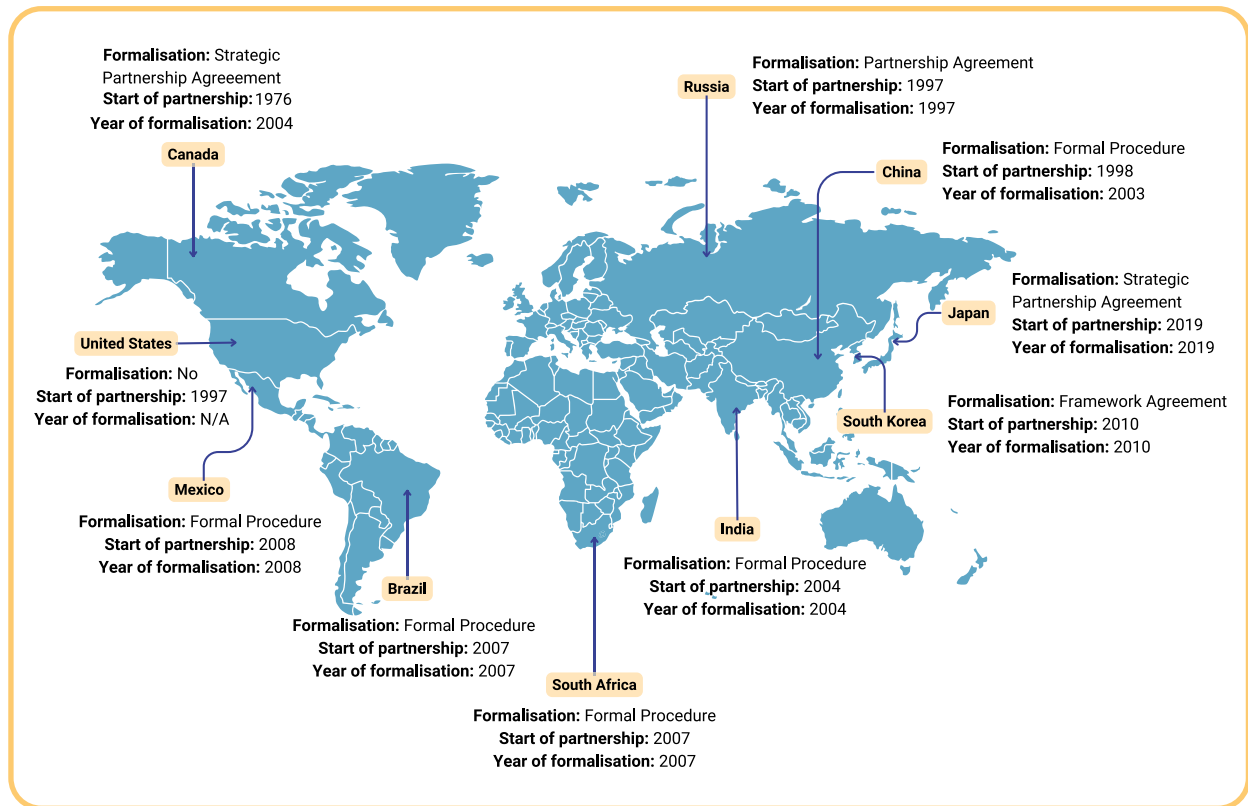 Formalisation: Strategic
Partnership Agreeement
Start of partnership: 1976
Year of formalisation: 2004
Canada
Formalisation: Partnership Agreement
Start of partnership: 1997
Year of formalisation: 1997
Russia
Formalisation: Formal Procedure
Start of partnership: 1998
Year of formalisation: 2003
China
Formalisation: Strategic
Partnership Agreement
Start of partnership: 2019
Year of formalisation: 2019
Japan
United States
Formalisation: No
Start of partnership: 1997
Year of formalisation: N/A
Formalisation: Framework Agreement
Start of partnership: 2010
Year of formalisation: 2010
South Korea
Mexico
Formalisation: Formal Procedure
Start of partnership: 2008
Year of formalisation: 2008
India
Formalisation: Formal Procedure
Start of partnership: 2004
Year of formalisation: 2004
Brazil
Formalisation: Formal Procedure
Start of partnership: 2007
Year of formalisation: 2007
South Africa
Formalisation: Formal Procedure
Start of partnership: 2007
Year of formalisation: 2007